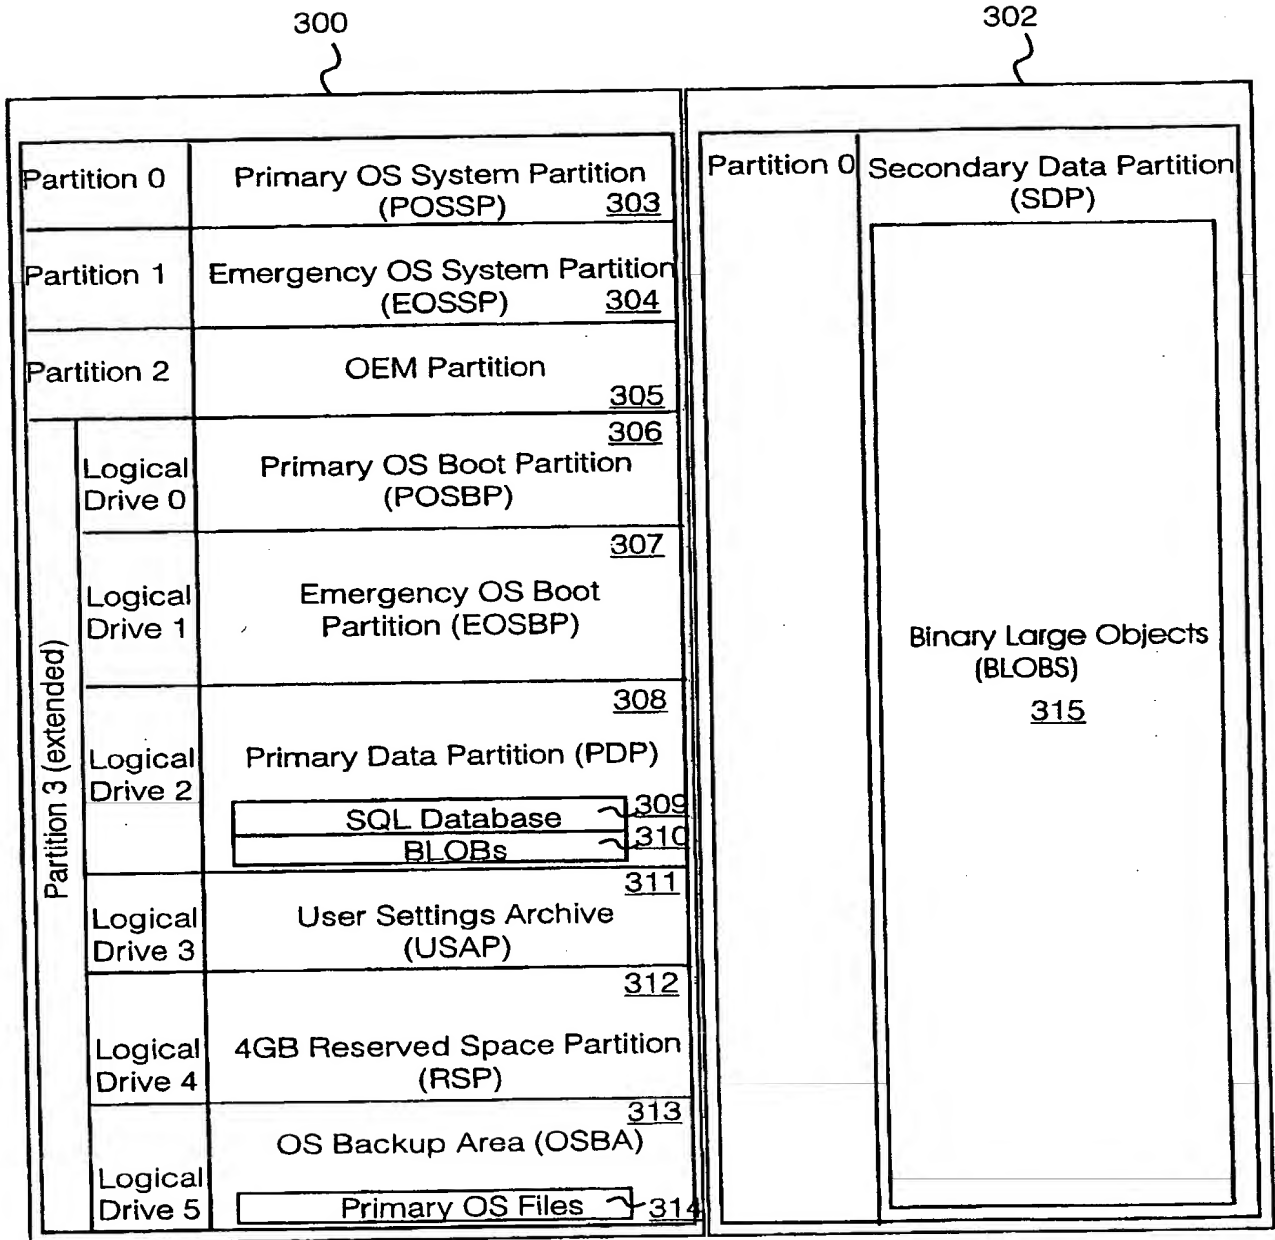 300
302
Partition 0
Primary OS System Partition
(POSSP) 303
Partition 1
Emergency OS System Partition
(EOSSP) 304
Partition 2
OEM Partition
305
Partition 3 (extended)
306
Logical
Drive 0
Primary OS Boot Partition
(POSBP)
307
Logical
Drive 1
Emergency OS Boot
Partition (EOSBP)
308
Logical
Drive 2
Primary Data Partition (PDP)
SQL Database 309
BLOBs 310
311
Logical
Drive 3
User Settings Archive
(USAP)
312
Logical
Drive 4
4GB Reserved Space Partition
(RSP)
313
OS Backup Area (OSBA)
Logical
Drive 5
Primary OS Files 314
Partition 0
Secondary Data Partition
(SDP)
Binary Large Objects
(BLOBS)
315